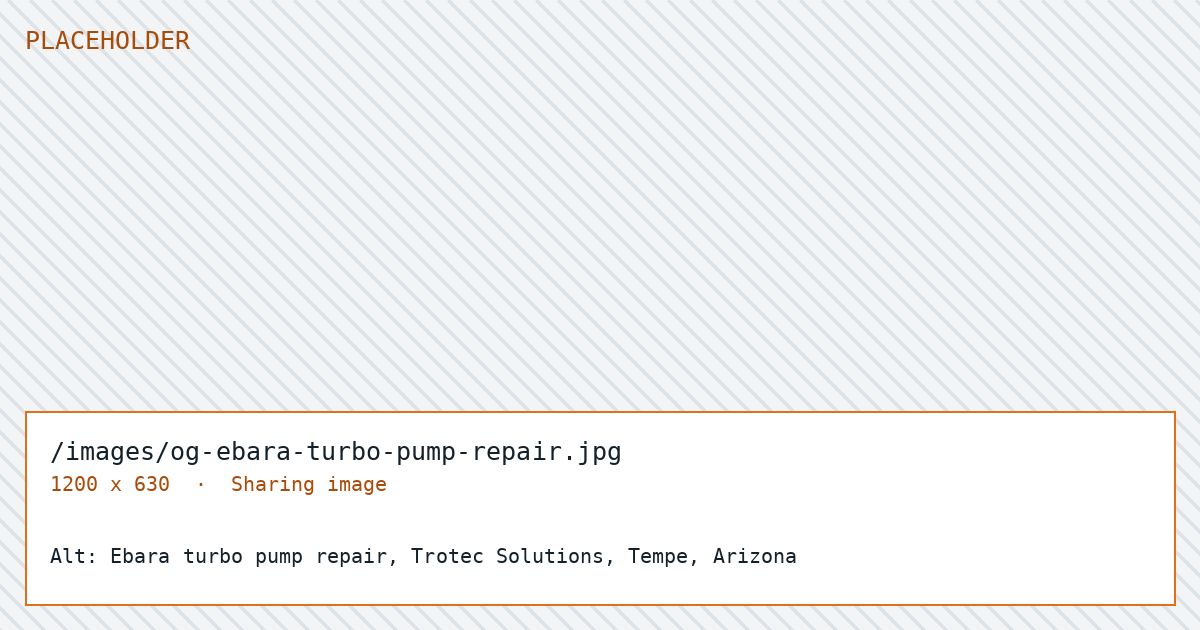 PLACEHOLDER
/images/og-ebara-turbo-pump-repair.jpg
1200 x 630 · Sharing image
Alt: Ebara turbo pump repair, Trotec Solutions, Tempe, Arizona